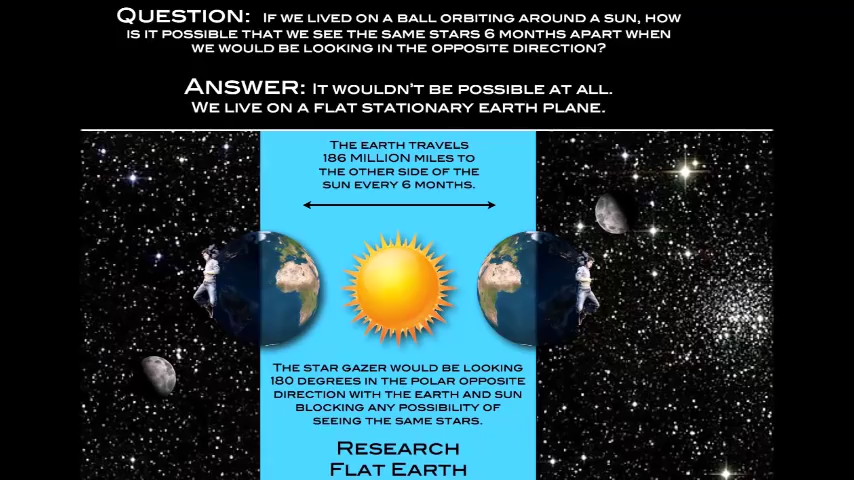 QUESTION: IF WE LIVED ON A BALL ORBITING AROUND A SUN, HOW
IS IT POSSIBLE THAT WE SEE THE SAME STARS 6 MONTHS APART WHEN
WE WOULD BE LOOKING IN THE OPPOSITE DIRECTION?
ANSWER: IT WOULDN'T BE POSSIBLE AT ALL.
WE LIVE ON A FLAT STATIONARY EARTH PLANE.
THE EARTH TRAVELS
186 MILLION MILES TO
THE OTHER SIDE OF THE
SUN EVERY 6 MONTHS.
THE STAR GAZER WOULD BE LOOKING
180 DEGREES IN THE POLAR OPPOSITE
DIRECTION WITH THE EARTH AND SUN
BLOCKING ANY POSSIBILITY OF
SEEING THE SAME STARS.
RESEARCH
FLAT EARTH